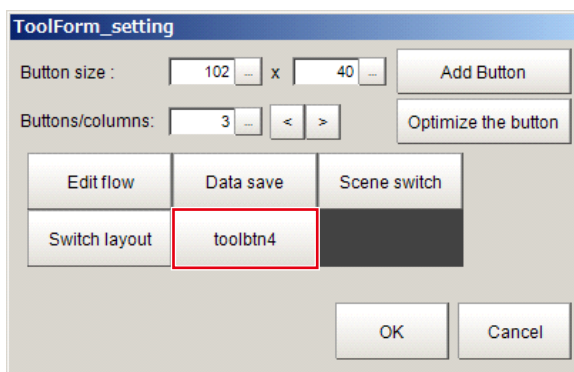 ToolForm_setting
Button size : 102 ... x 40 ... Add Button
Buttons/columns: 3 ... < > Optimize the button
Edit flow Data save Scene switch
Switch layout toolbtn4
OK Cancel